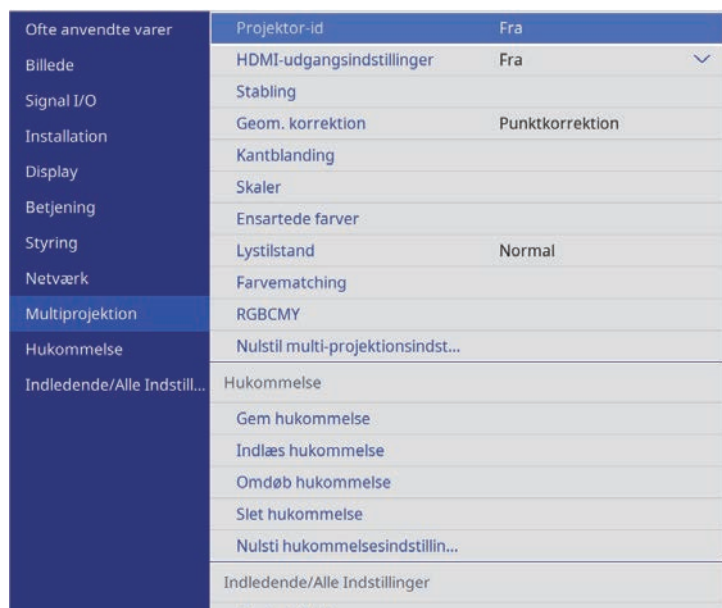 Ofte anvendte varer
Billede
Signal I/O
Installation
Display
Betjening
Styring
Netværk
Multiprojektion
Hukommelse
Indledende/Alle Indstill...
Projektor-id Fra
HDMI-udgangsindstillinger Fra
Stabling
Geom. korrektion Punktkorrektion
Kantblanding
Skaler
Ensartede farver
Lystilstand Normal
Farvematching
RGBCMY
Nulstil multi-projektionsindst...
Hukommelse
Gem hukommelse
Indlæs hukommelse
Omdøb hukommelse
Slet hukommelse
Nulsti hukommelsesindstillin...
Indledende/Alle Indstillinger